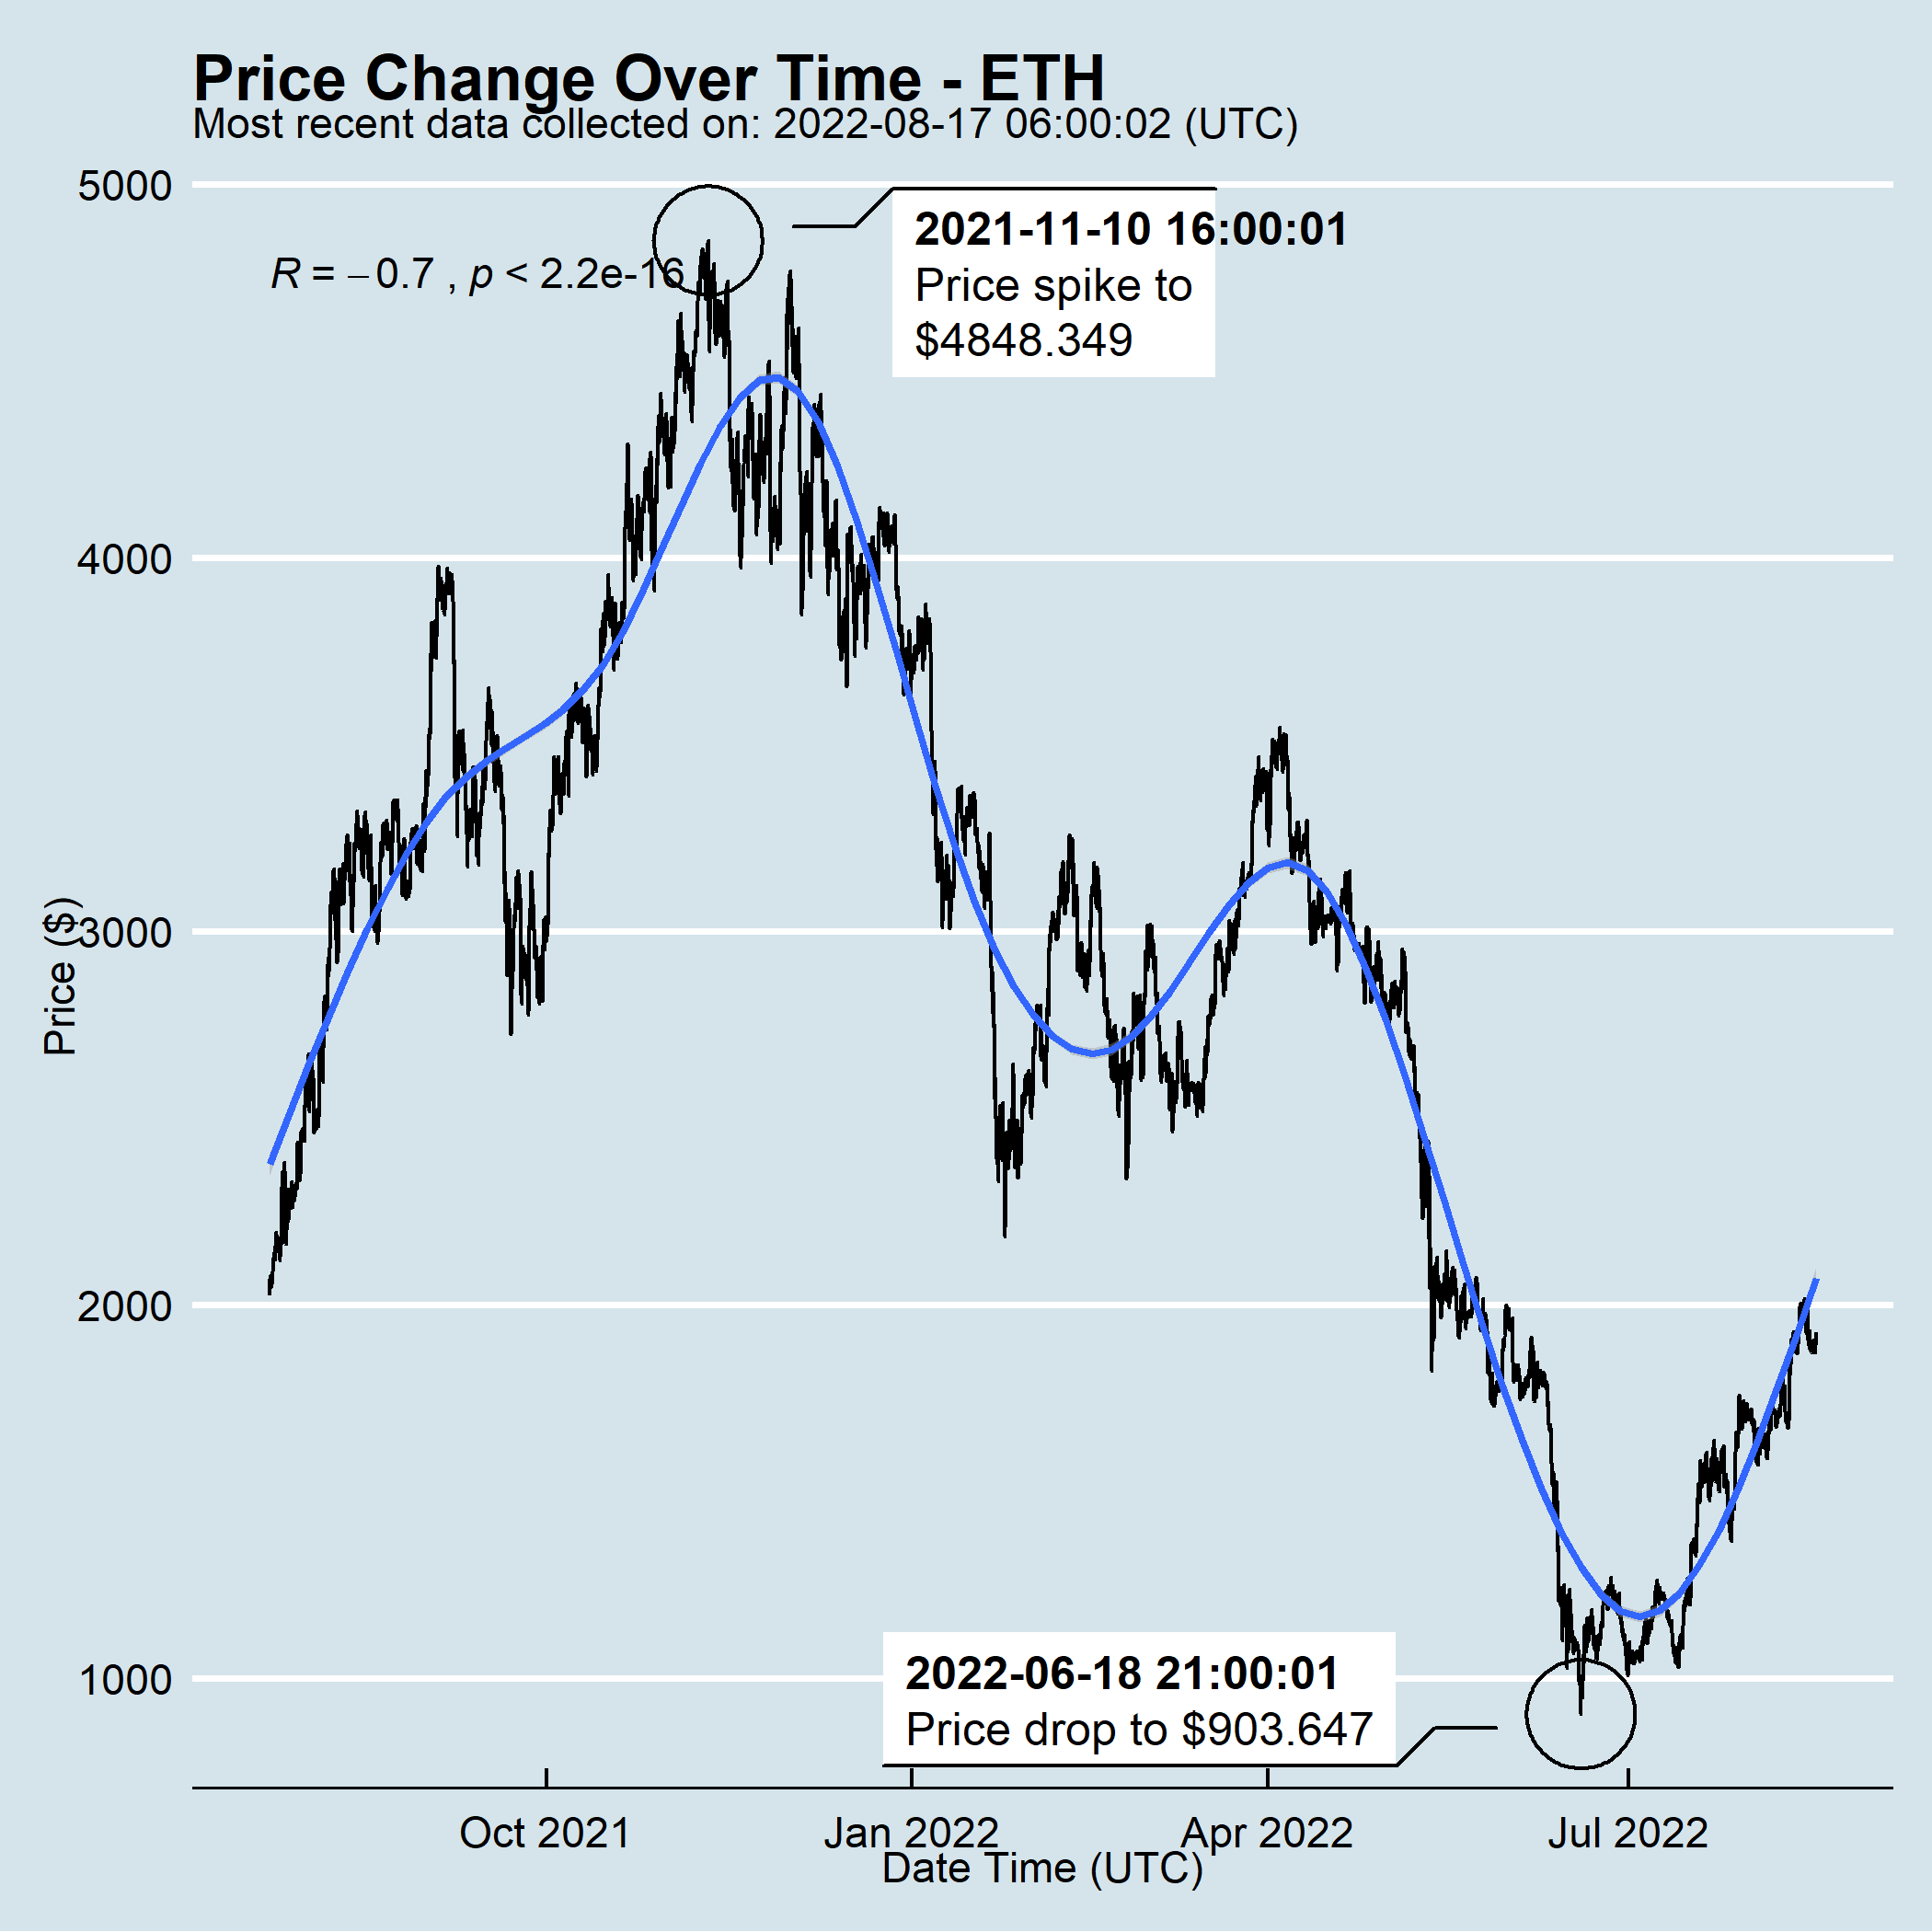 Price Change Over Time - ETH
Most recent data collected on: 2022-08-17 06:00:02 (UTC)
5000
4000
3000
2000
1000
Price ($)
R = −0.7 , p < 2.2e-16
2021-11-10 16:00:01
Price spike to
$4848.349
2022-06-18 21:00:01
Price drop to $903.647
Oct 2021
Jan 2022
Apr 2022
Jul 2022
Date Time (UTC)